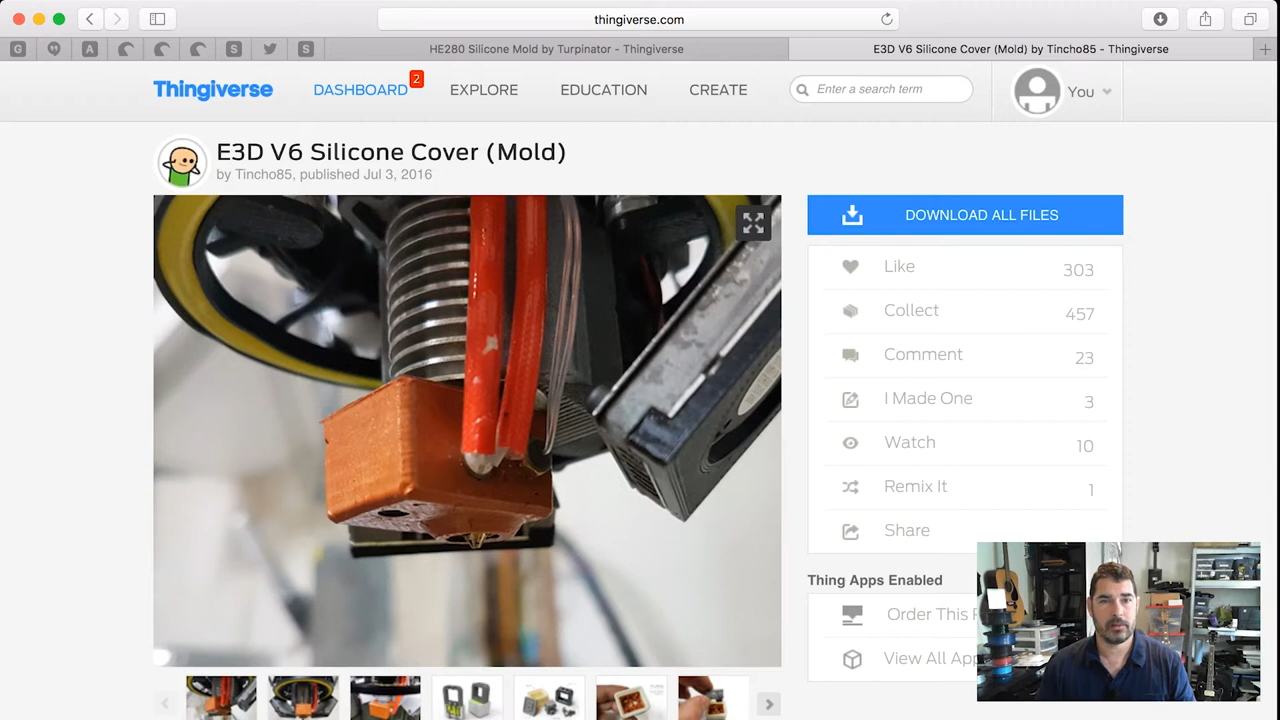 thingiverse.com
G A S S
HE280 Silicone Mold by Turpinator - Thingiverse
E3D V6 Silicone Cover (Mold) by Tincho85 - Thingiverse
Thingiverse DASHBOARD 2 EXPLORE EDUCATION CREATE Enter a search term You
E3D V6 Silicone Cover (Mold)
by Tincho85, published Jul 3, 2016
DOWNLOAD ALL FILES
Like 303
Collect 457
Comment 23
I Made One 3
Watch 10
Remix It 1
Share
Thing Apps Enabled
Order This
View All